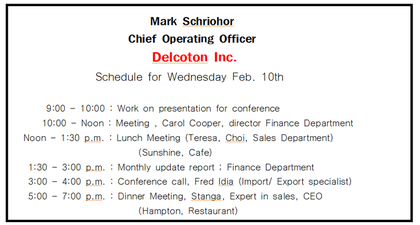 Mark Schriohor
Chief Operating Officer
Delcoton Inc.
Schedule for Wednesday Feb. 10th
9:00 - 10:00 : Work on presentation for conference
10:00 - Noon : Meeting , Carol Cooper, director Finance Department
Noon - 1:30 p.m. : Lunch Meeting (Teresa, Choi, Sales Department)
(Sunshine, Cafe)
1:30 - 3:00 p.m. : Monthly update report ; Finance Department
3:00 - 4:00 p.m. : Conference call, Fred Idia (Import/ Export specialist)
5:00 - 7:00 p.m. : Dinner Meeting, Stanga, Expert in sales, CEO
(Hampton, Restaurant)